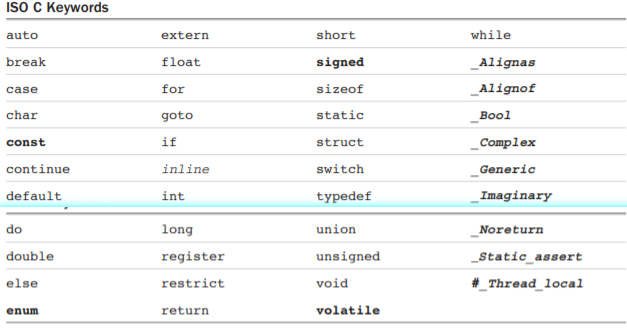 ISO C Keywords
auto extern short while
break float signed _Alignas
case for sizeof _Alignof
char goto static _Bool
const if struct _Complex
continue inline switch _Generic
default int typedef _Imaginary
do long union _Noreturn
double register unsigned _Static_assert
else restrict void #_Thread_local
enum return volatile